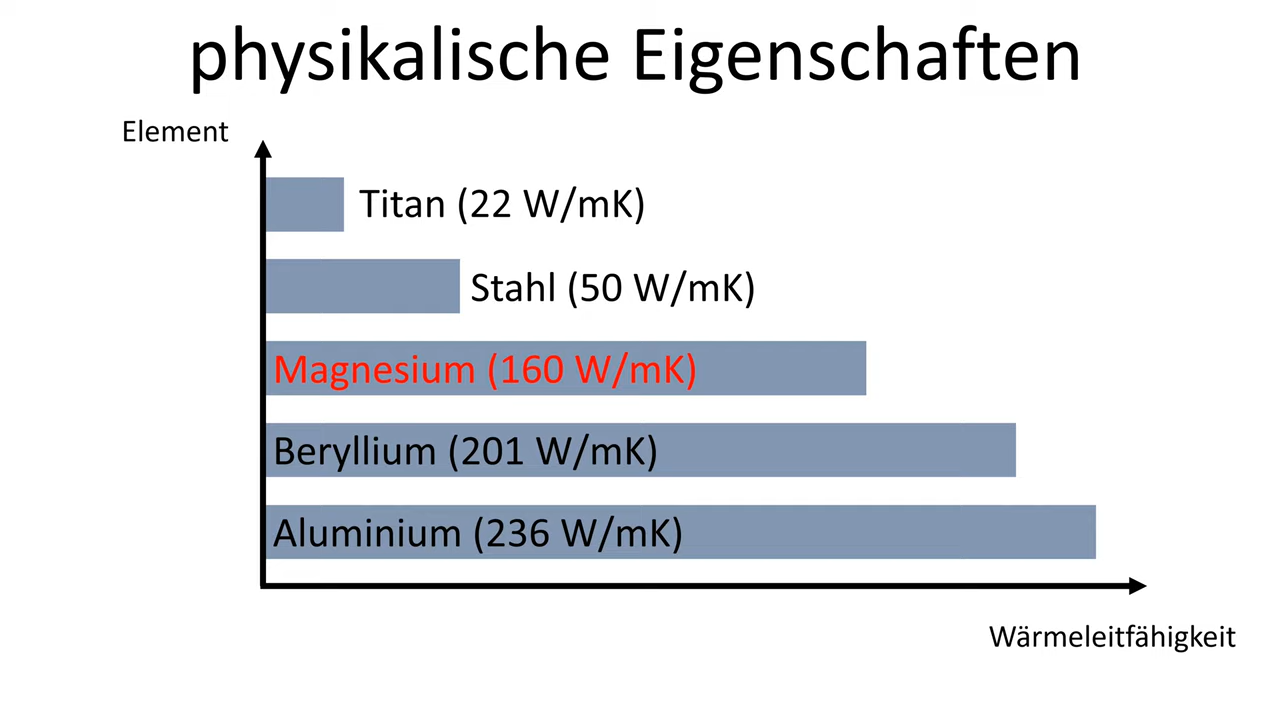 physikalische Eigenschaften
Element
Titan (22 W/mK)
Stahl (50 W/mK)
Magnesium (160 W/mK)
Beryllium (201 W/mK)
Aluminium (236 W/mK)
Wärmeleitfähigkeit